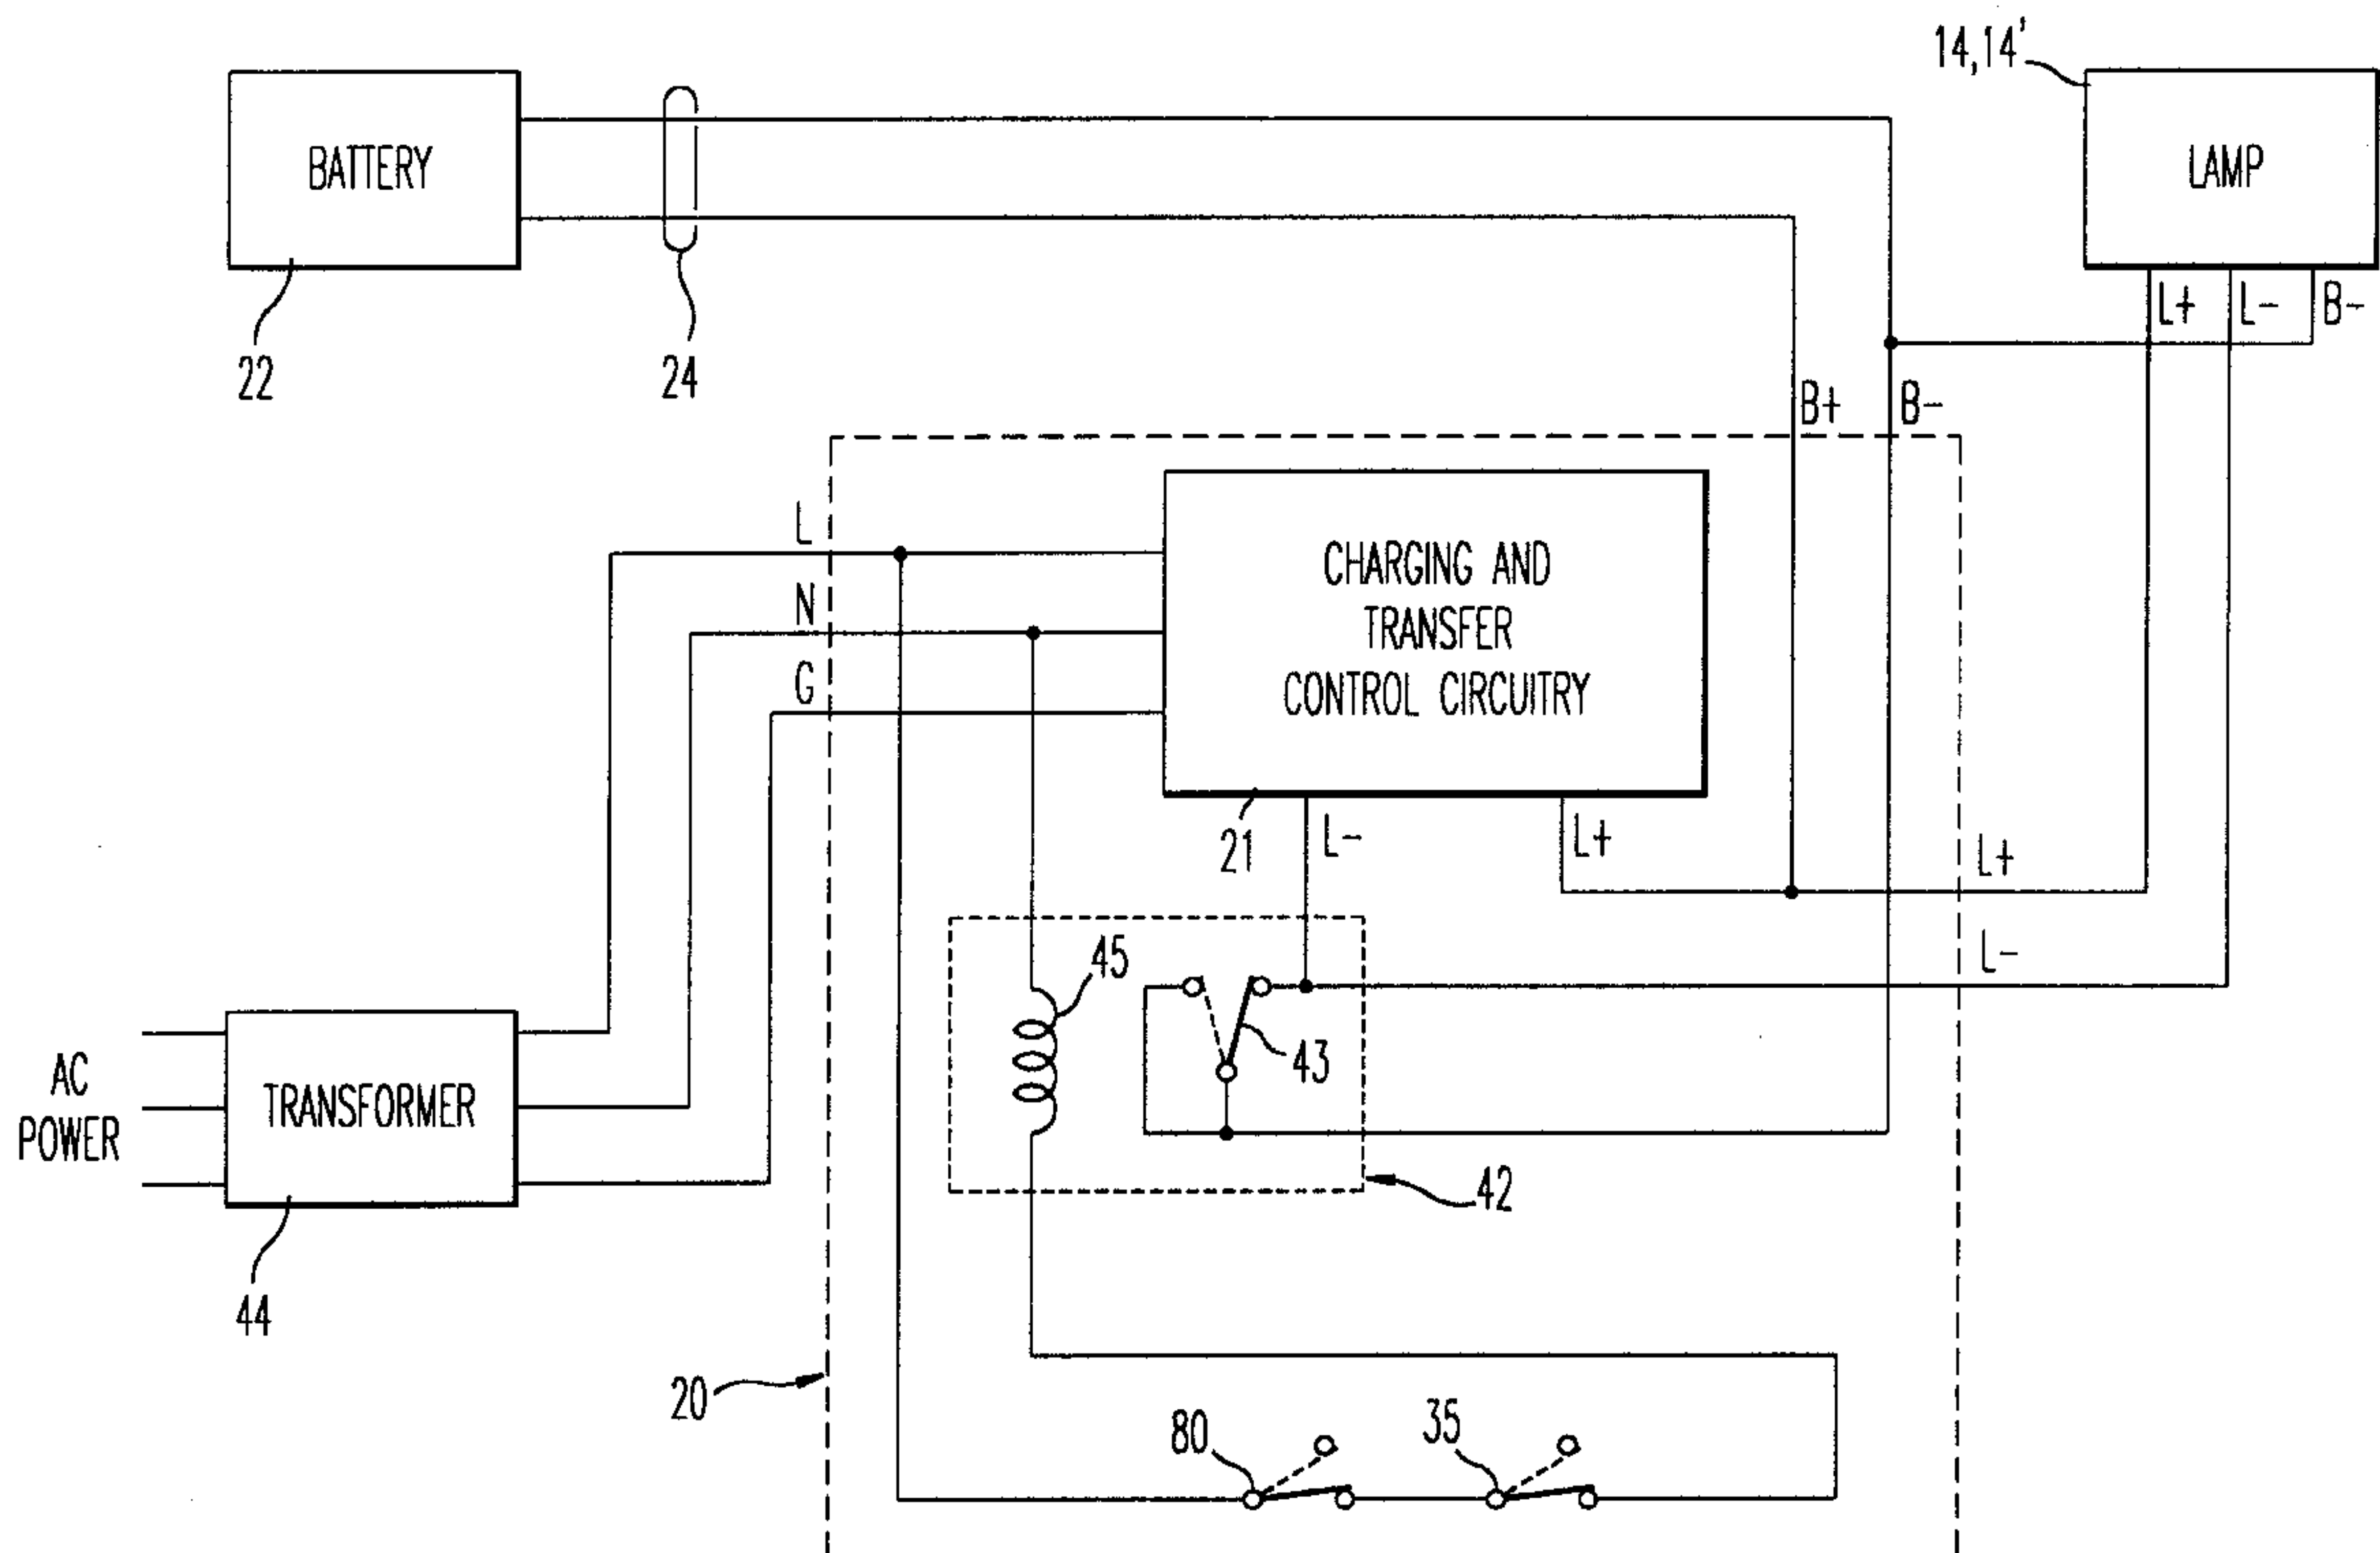 14,14'
BATTERY
LAMP
22
24
L+
L-
B-
B+
B-
L
N
G
CHARGING AND
TRANSFER
CONTROL CIRCUITRY
21
L-
L+
L+
L-
45
43
42
AC
POWER
TRANSFORMER
44
20
80
35